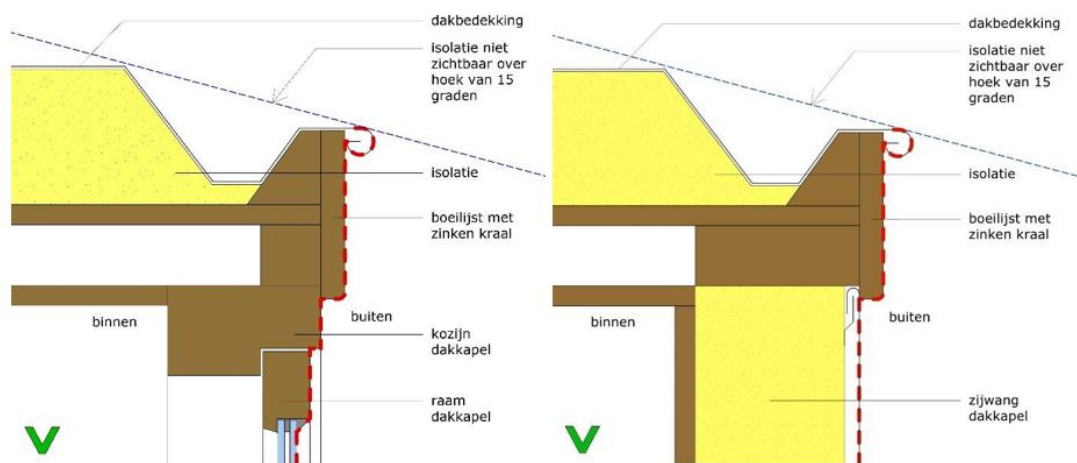 dakbedekking
isolatie niet
zichtbaar over
hoek van 15
graden
isolatie
boeilijst met
zinken kraal
binnen
buiten
kozijn
dakkapel
raam
dakkapel
dakbedekking
isolatie niet
zichtbaar over
hoek van 15
graden
isolatie
boeilijst met
zinken kraal
binnen
buiten
zijwang
dakkapel